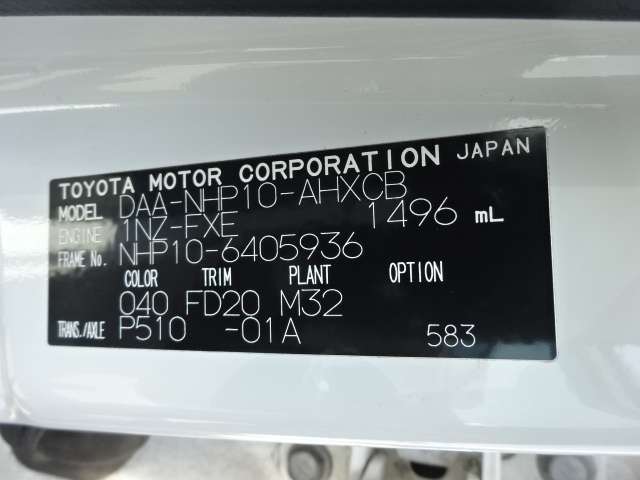 TOYOTA MOTOR CORPORATION JAPAN
MODEL DAA-NHP10-AHXCB
ENGINE 1NZ-FXE 1496 mL
FRAME No. NHP10-6405936
COLOR TRIM PLANT OPTION
040 FD20 M32
TRANS./AXLE P510 -01A 583